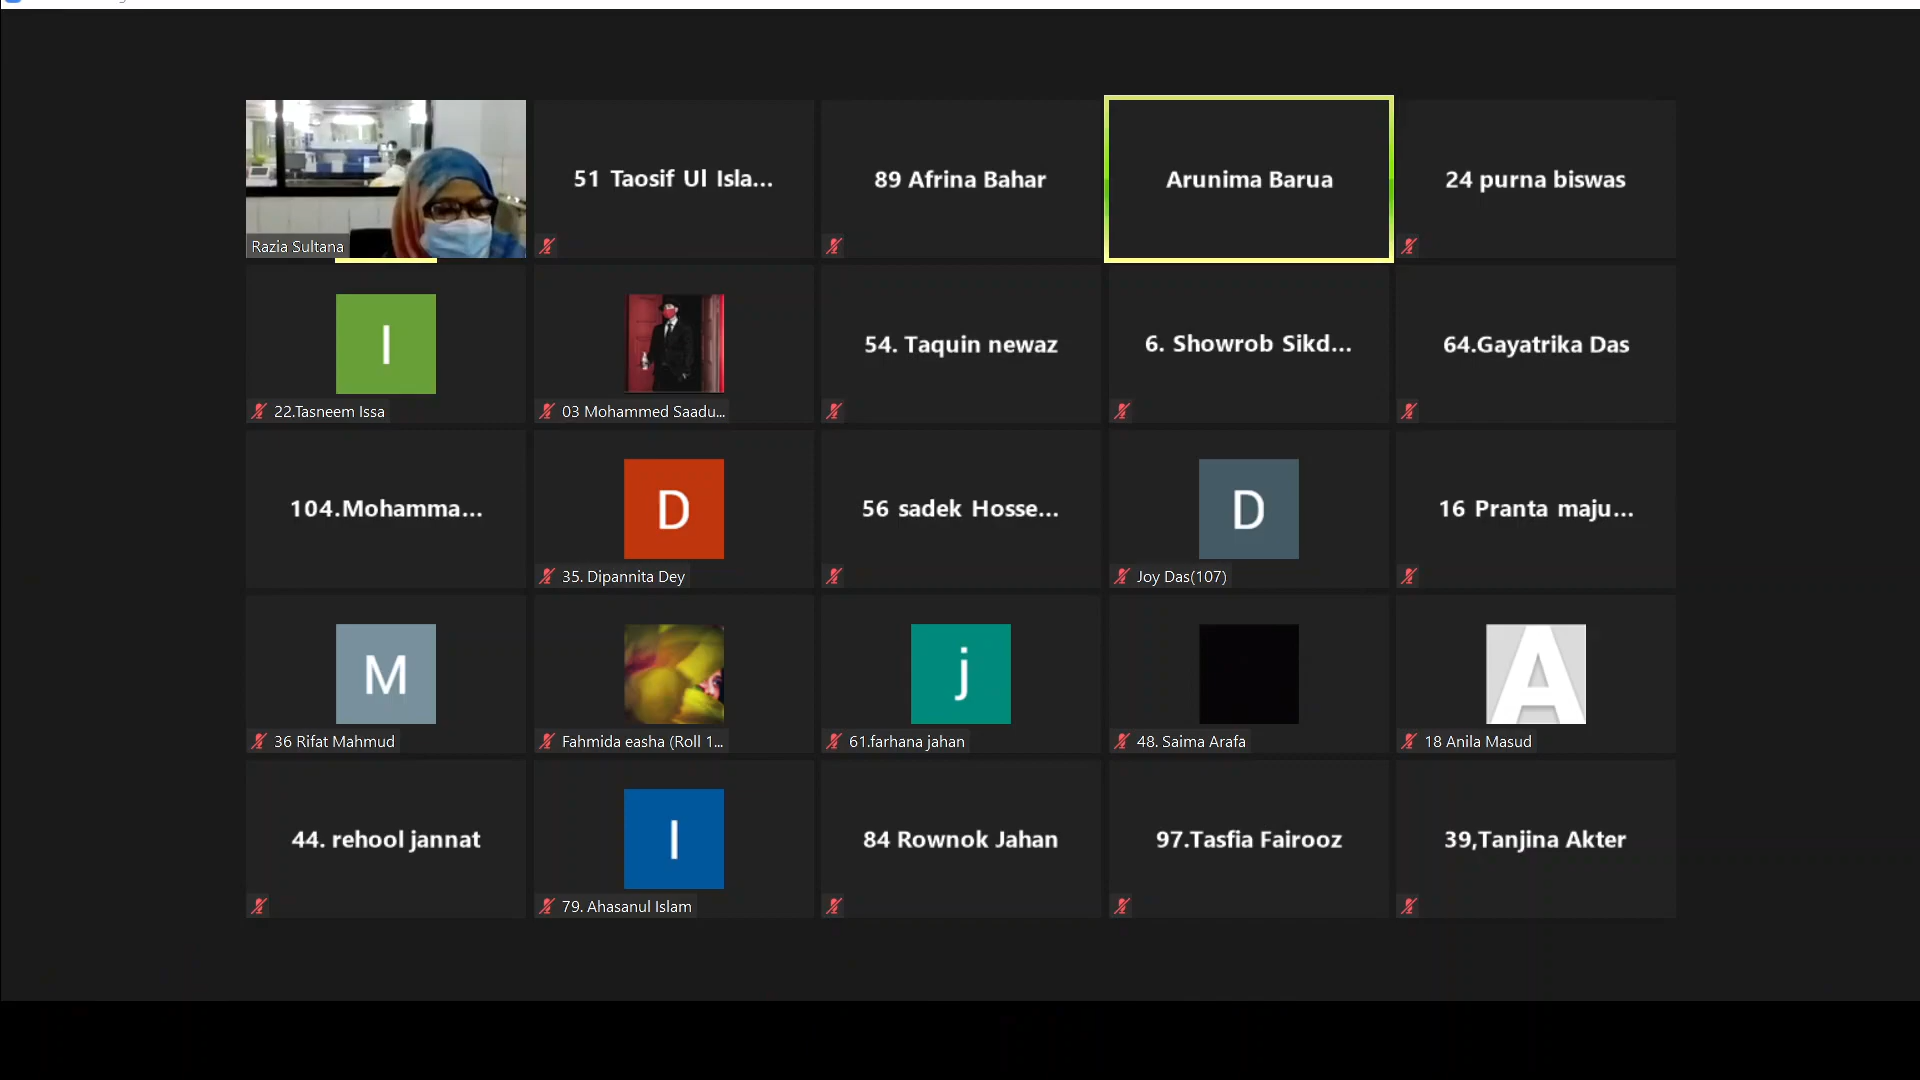 Razia Sultana
51 Taosif Ul Isla...
89 Afrina Bahar
Arunima Barua
24 purna biswas
I
22.Tasneem Issa
03 Mohammed Saadu...
54. Taquin newaz
6. Showrob Sikd...
64.Gayatrika Das
104.Mohamma...
D
35. Dipannita Dey
56 sadek Hosse...
D
Joy Das(107)
16 Pranta maju...
M
36 Rifat Mahmud
Fahmida easha (Roll 1...
j
61.farhana jahan
48. Saima Arafa
A
18 Anila Masud
44. rehool jannat
I
79. Ahasanul Islam
84 Rownok Jahan
97.Tasfia Fairooz
39,Tanjina Akter